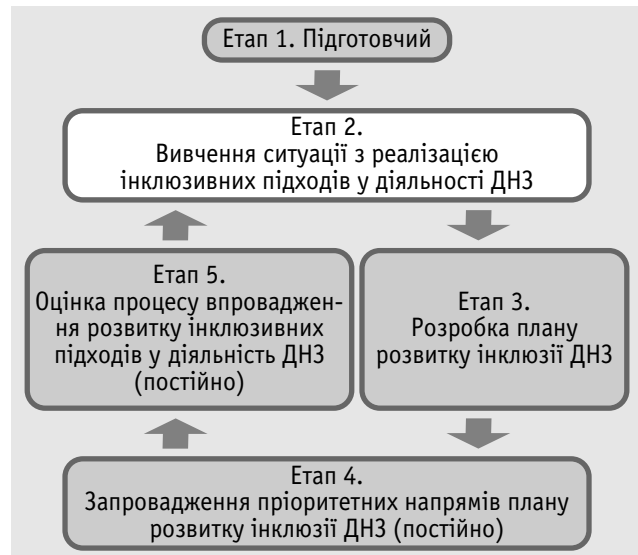 Етап 1. Підготовчий
Етап 2.
Вивчення ситуації з реалізацією
інклюзивних підходів у діяльності ДНЗ
Етап 5.
Оцінка процесу впроваджен-
ня розвитку інклюзивних
підходів у діяльність ДНЗ
(постійно)
Етап 3.
Розробка плану
розвитку інклюзії ДНЗ
Етап 4.
Запровадження пріоритетних напрямів плану
розвитку інклюзії ДНЗ (постійно)